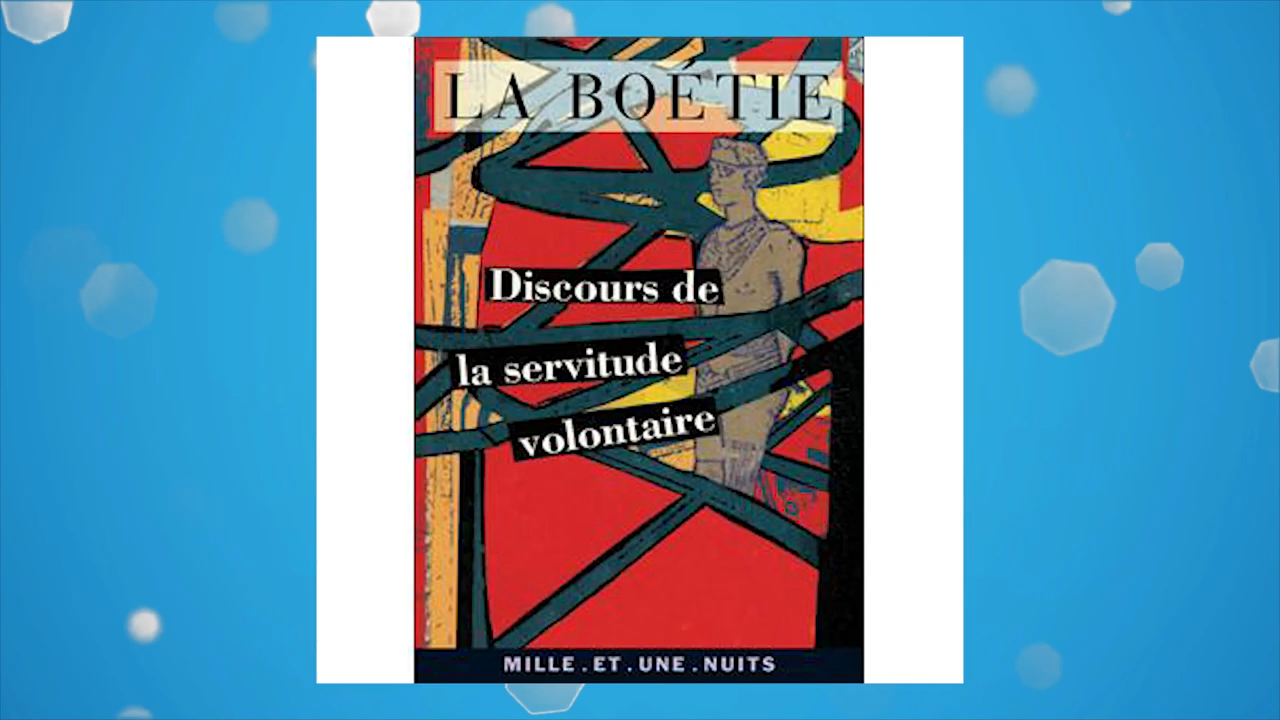 LA BOÉTIE
Discours de
la servitude
volontaire
MILLE.ET.UNE.NUITS